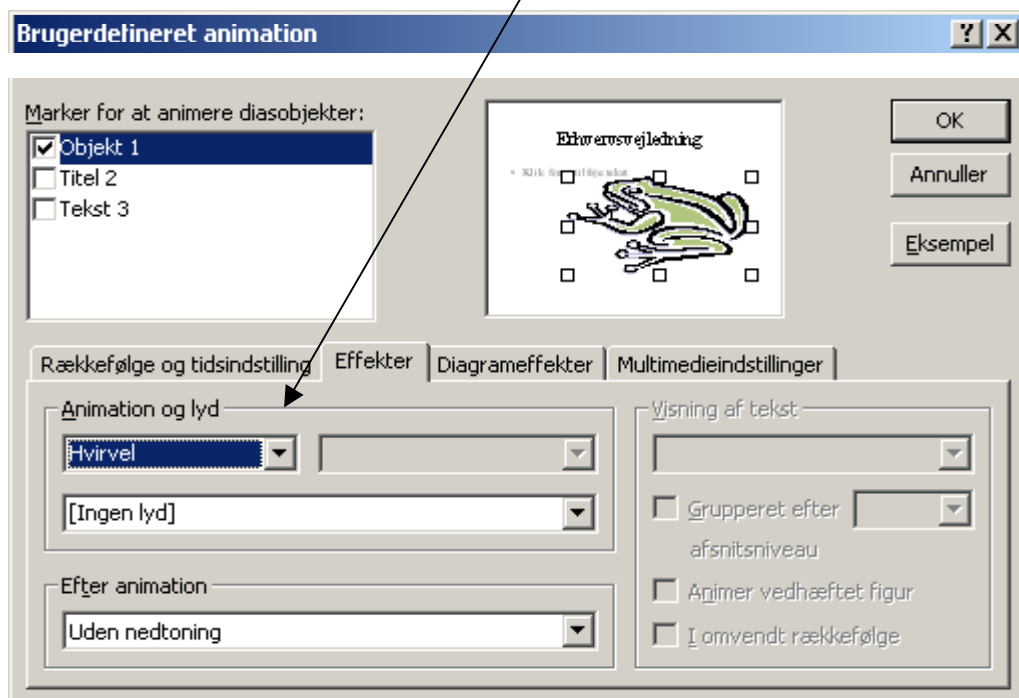 Brugerdefineret animation
Marker for at animere diasobjekter:
Objekt 1
Titel 2
Tekst 3
Erhvervsvejledning
• Klik for
OK
Annuller
Eksempel
Rækkefølge og tidsindstilling
Effekter
Diagrameffekter
Multimedieindstillinger
Animation og lyd
Hvirvel
[Ingen lyd]
Efter animation
Uden nedtoning
Visning af tekst
Grupperet efter
afsnitsniveau
Animer vedhæftet figur
I omvendt rækkefølge